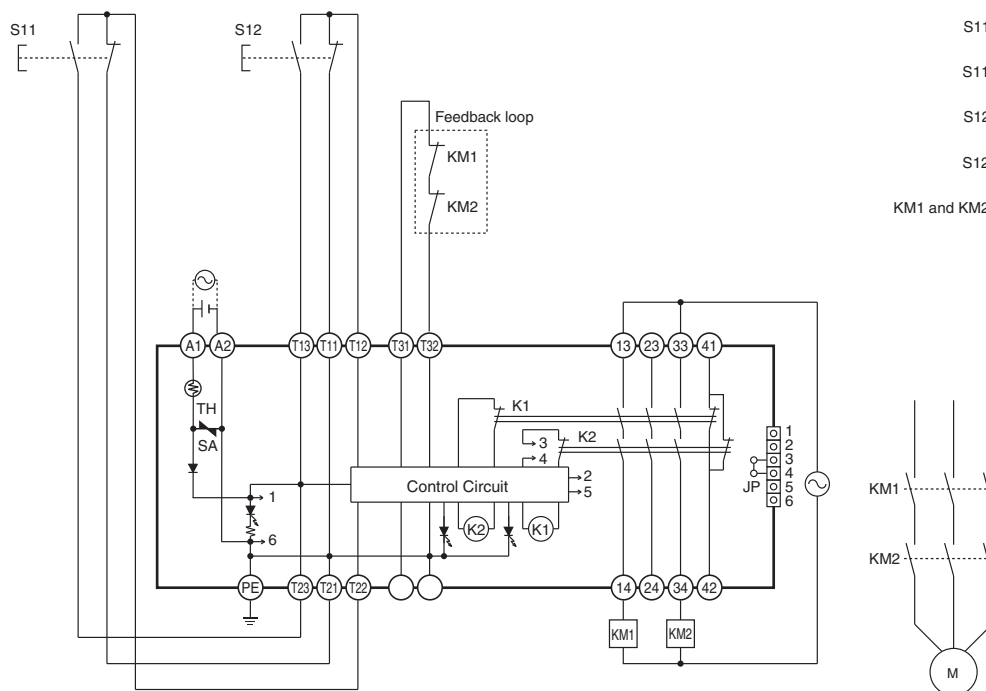 S11
S12
S11
S11
S12
S12
KM1 and KM2
Feedback loop
KM1
KM2
A1 A2 T13 T11 T12 T31 T32 13 23 33 41
TH
SA
K1
K2
3
4
1
2
3
4
5
6
JP
Control Circuit
2
5
1
6
K2
K1
PE T23 T21 T22 14 24 34 42
KM1
KM2
KM1
KM2
M